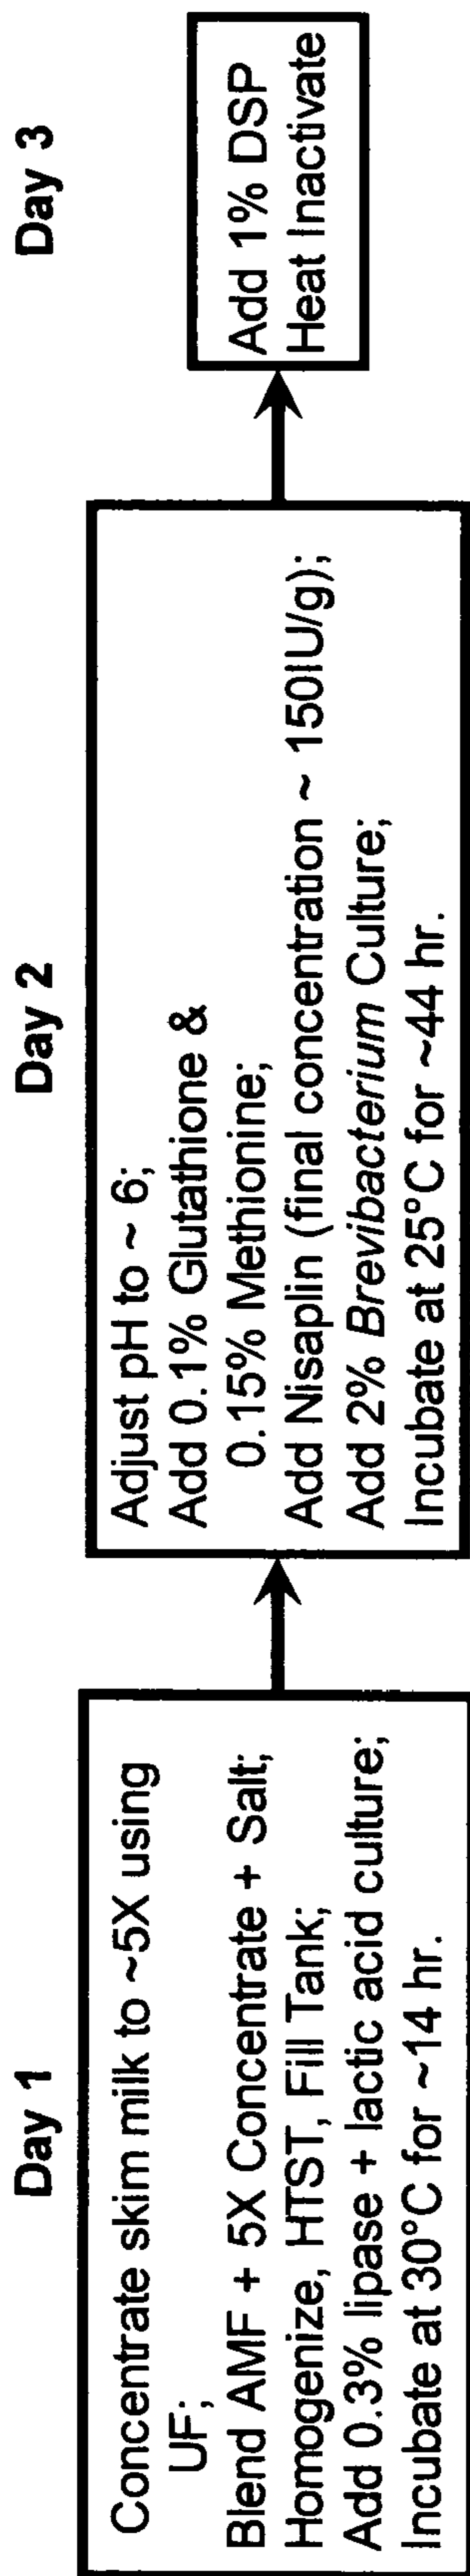 Day 1
Concentrate skim milk to ~5X using
UF;
Blend AMF + 5X Concentrate + Salt;
Homogenize, HTST, Fill Tank;
Add 0.3% lipase + lactic acid culture;
Incubate at 30°C for ~14 hr.
Day 2
Adjust pH to ~ 6;
Add 0.1% Glutathione &
0.15% Methionine;
Add Nisaplin (final concentration ~ 150IU/g);
Add 2% Brevibacterium Culture;
Incubate at 25°C for ~44 hr.
Day 3
Add 1% DSP
Heat Inactivate